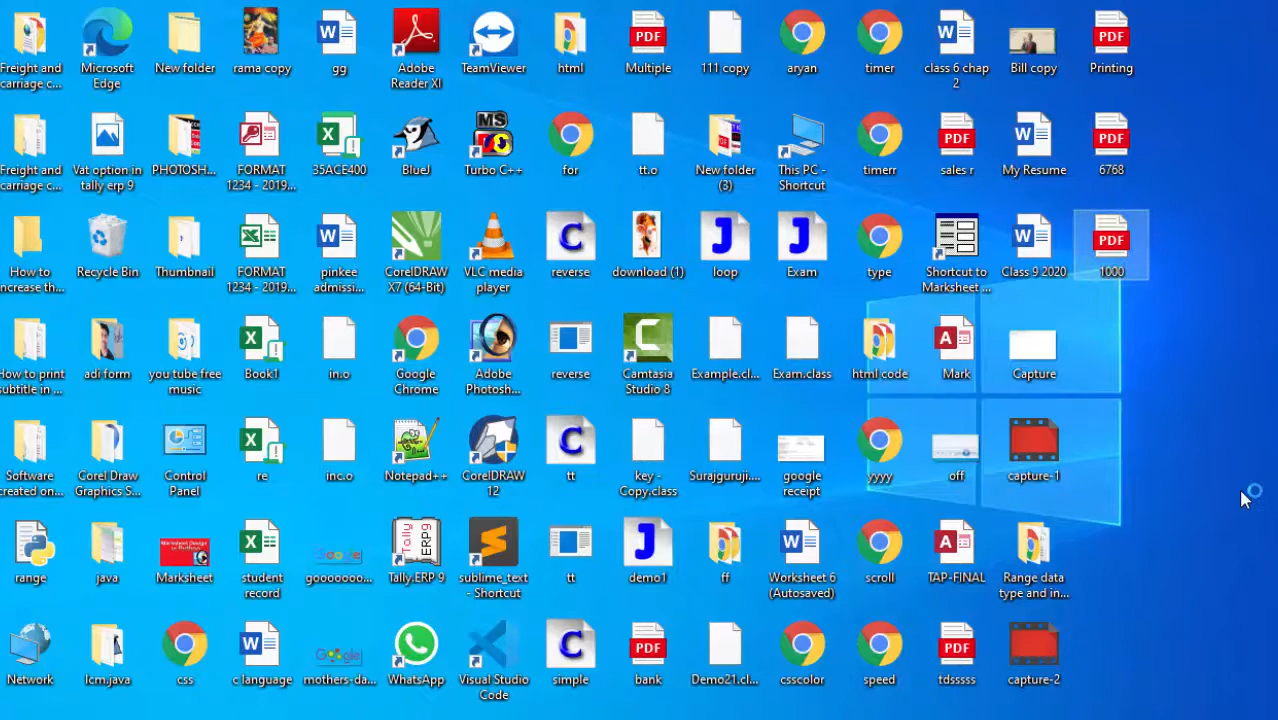 Freight and
carriage c...
Microsoft
Edge
New folder
rama copy
gg
Adobe
Reader XI
TeamViewer
html
Multiple
111 copy
aryan
timer
class 6 chap
2
Bill copy
Printing
Freight and
carriage c...
Vat option in
tally erp 9
PHOTOSH...
FORMAT
1234 - 2019...
35ACE400
BlueJ
Turbo C++
for
tt.o
New folder
(3)
This PC -
Shortcut
timerr
sales r
My Resume
6768
How to
increase th...
Recycle Bin
Thumbnail
FORMAT
1234 - 2019...
pinkee
admissi...
CorelDRAW
X7 (64-Bit)
VLC media
player
reverse
download (1)
loop
Exam
type
Shortcut to
Marksheet ...
Class 9 2020
1000
How to print
subtitle in ...
adi form
you tube free
music
Book1
in.o
Google
Chrome
Adobe
Photosh...
reverse
Camtasia
Studio 8
Example.cl...
Exam.class
html code
Mark
Capture
Software
created on...
Corel Draw
Graphics S...
Control
Panel
re
inc.o
Notepad++
CorelDRAW
12
tt
key -
Copy.class
Surajguruji....
google
receipt
yyyy
off
capture-1
range
java
Marksheet
student
record
gooooooo...
Tally.ERP 9
sublime_text
- Shortcut
tt
demo1
ff
Worksheet 6
(Autosaved)
scroll
TAP-FINAL
Range data
type and in...
Network
lcm.java
css
c language
mothers-da...
WhatsApp
Visual Studio
Code
simple
bank
Demo21.cl...
csscolor
speed
tdsssss
capture-2